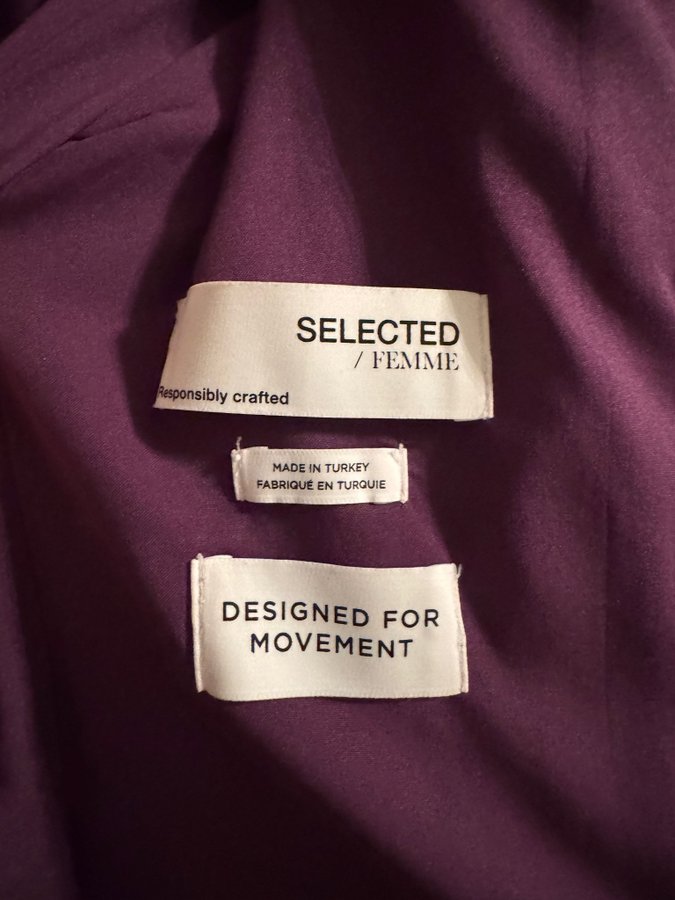 SELECTED
/ FEMME
Responsibly crafted
MADE IN TURKEY
FABRIQUÉ EN TURQUIE
DESIGNED FOR
MOVEMENT